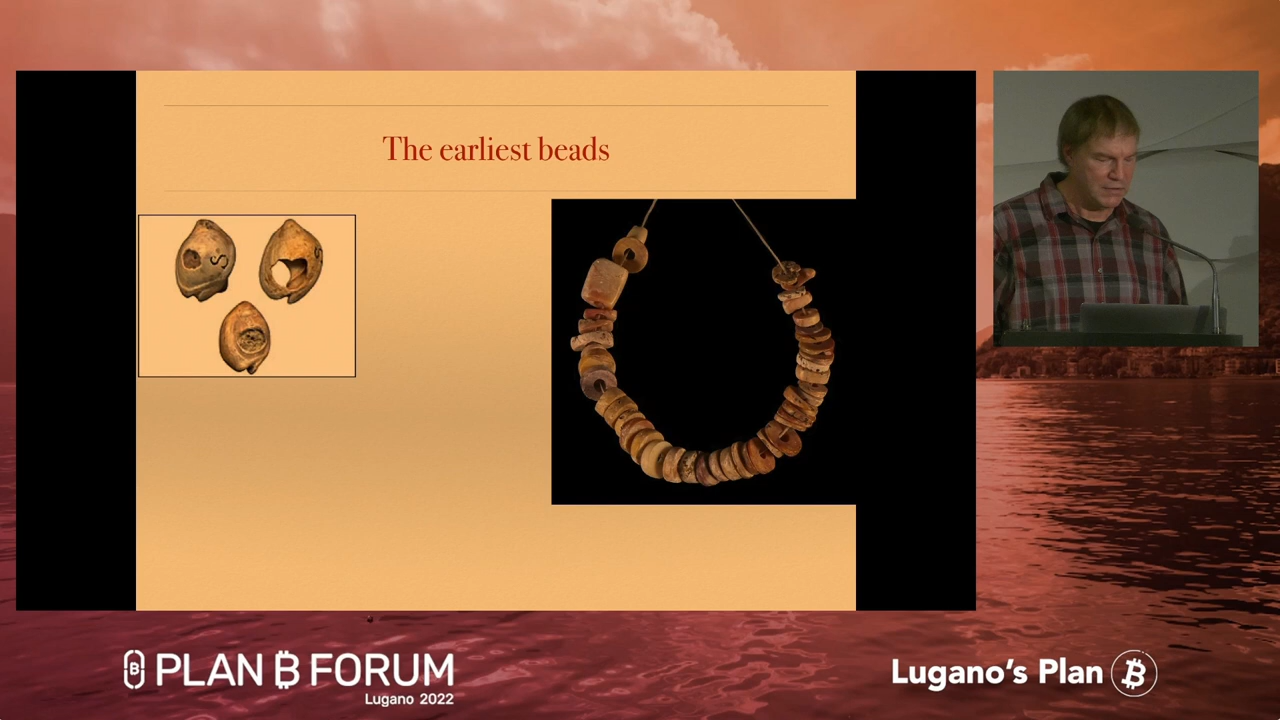 The earliest beads
PLAN ₿ FORUM
Lugano 2022
Lugano's Plan ₿